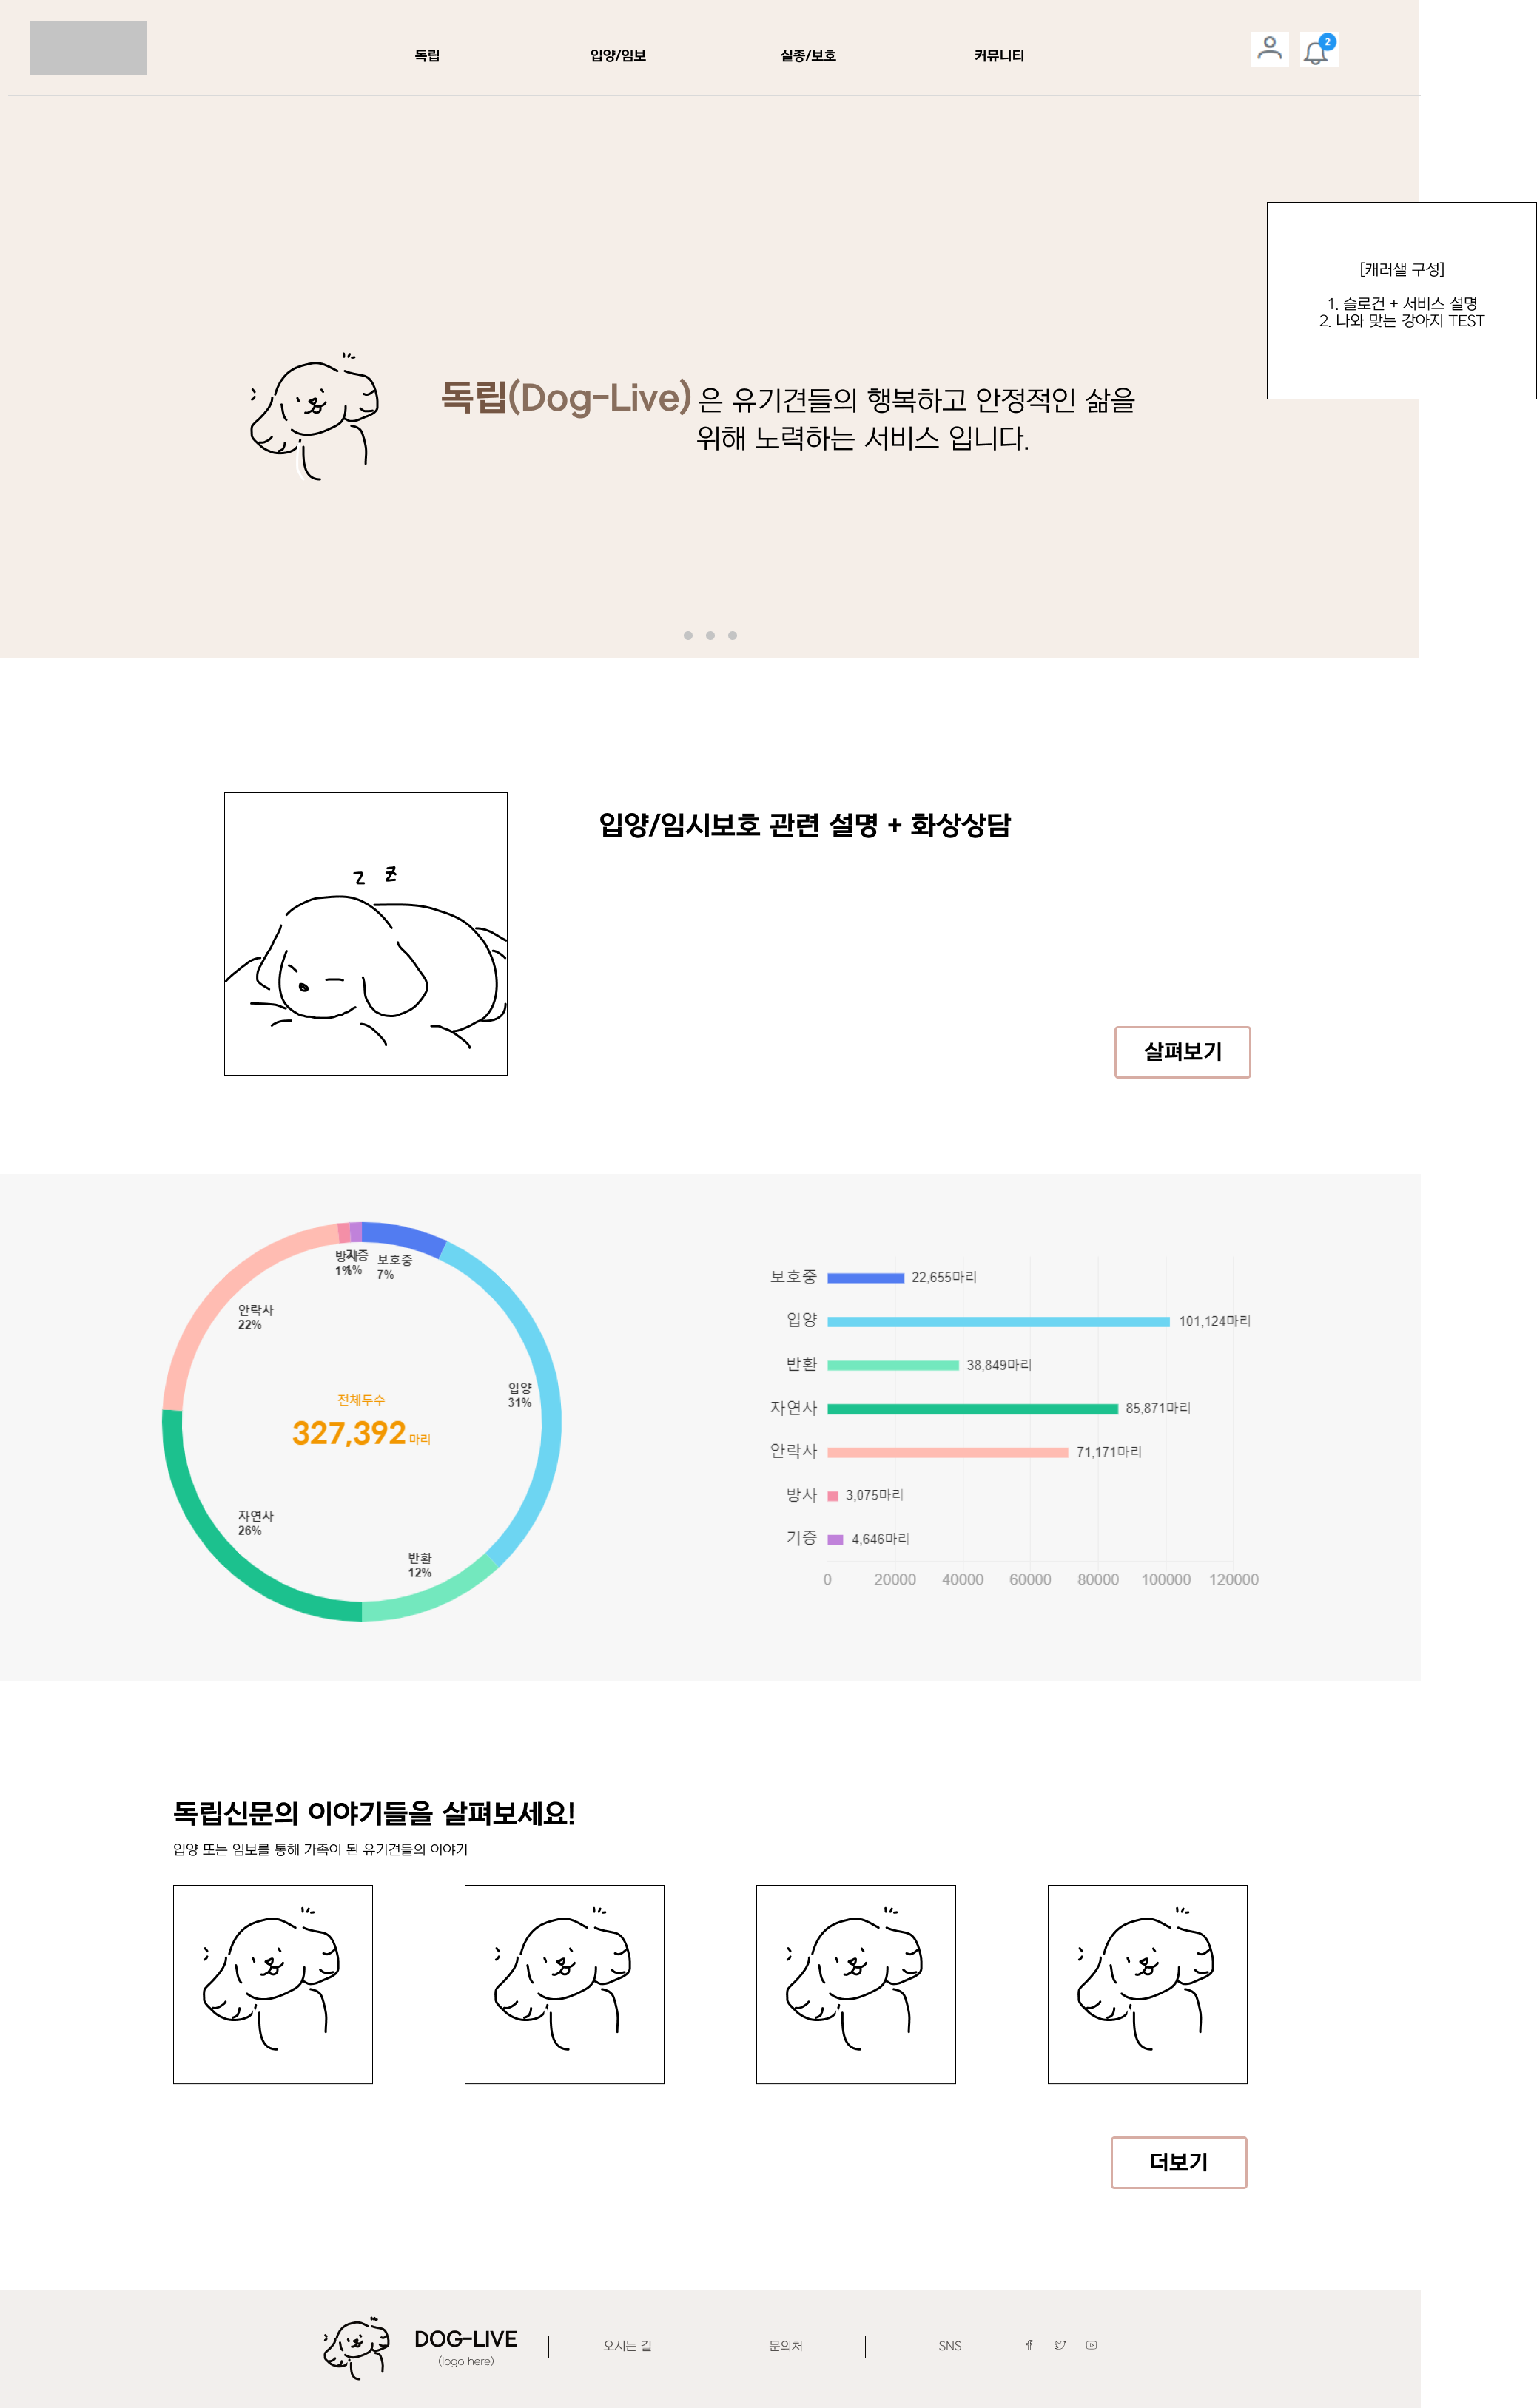 독립
입양/임보
실종/보호
커뮤니티
2
[캐러샐 구성]
1. 슬로건 + 서비스 설명
2. 나와 맞는 강아지 TEST
독립(Dog-Live)은 유기견들의 행복하고 안정적인 삶을
위해 노력하는 서비스 입니다.
z z
입양/임시보호 관련 설명 + 화상상담
살펴보기
방사
1%
기증
1%
보호중
7%
안락사
22%
입양
31%
전체두수
327,392 마리
자연사
26%
반환
12%
보호중 22,655마리
입양 101,124마리
반환 38,849마리
자연사 85,871마리
안락사 71,171마리
방사 3,075마리
기증 4,646마리
0 20000 40000 60000 80000 100000 120000
독립신문의 이야기들을 살펴보세요!
입양 또는 임보를 통해 가족이 된 유기견들의 이야기
더보기
DOG-LIVE
(logo here)
오시는 길
문의처
SNS